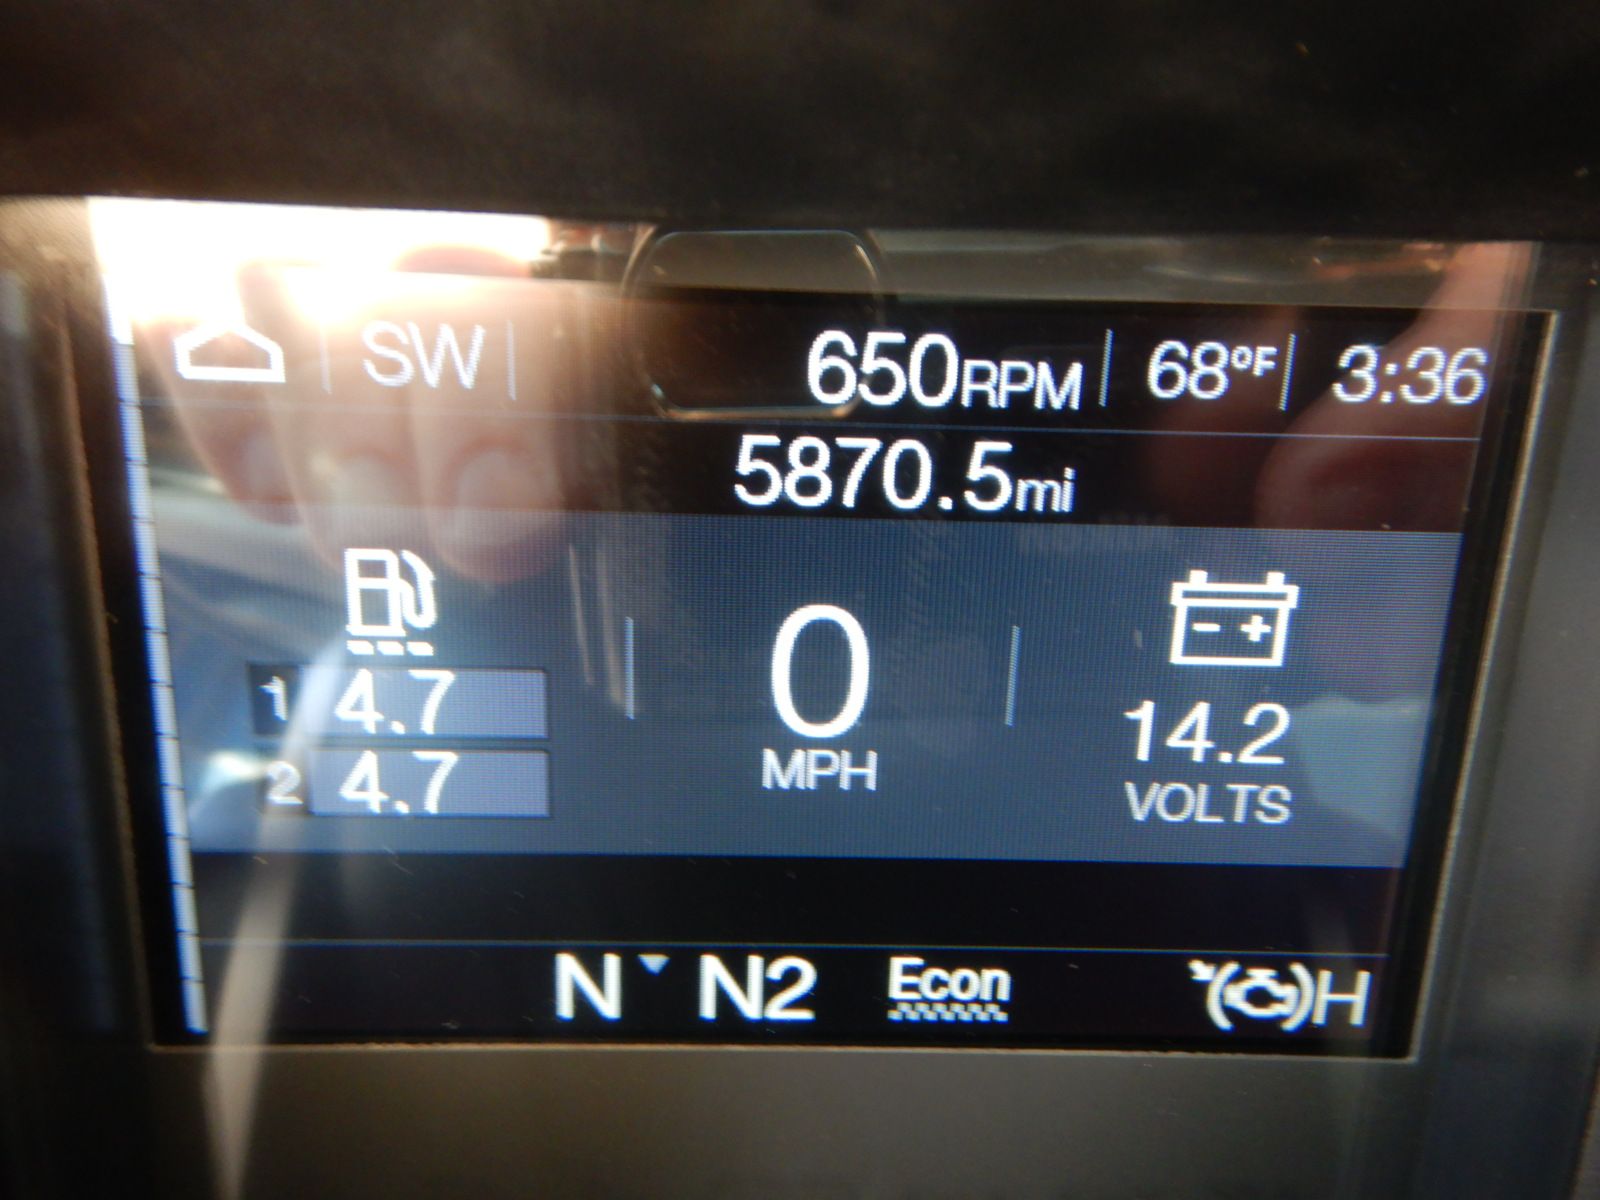 SW 650RPM 68°F 3:36
5870.5mi
1 4.7
2 4.7
0
MPH
- +
14.2
VOLTS
N N2 Econ H